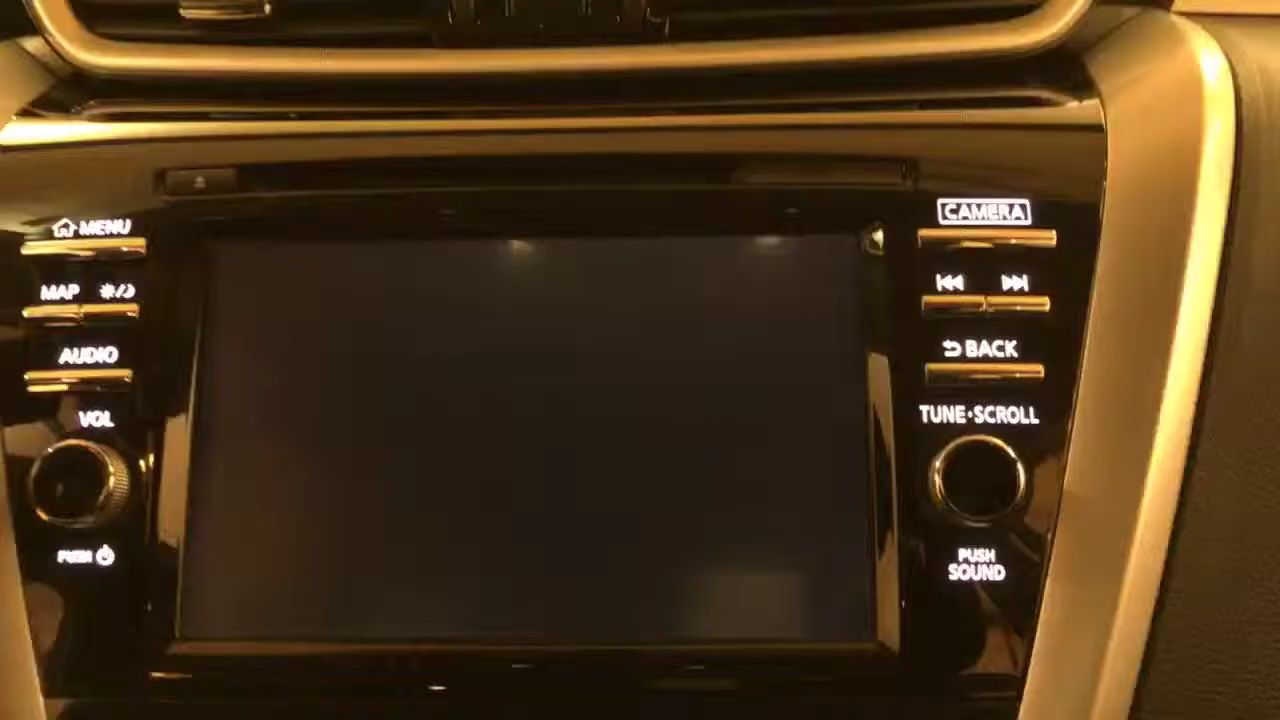 MENU
MAP
AUDIO
VOL
PUSH
CAMERA
BACK
TUNE·SCROLL
PUSH
SOUND